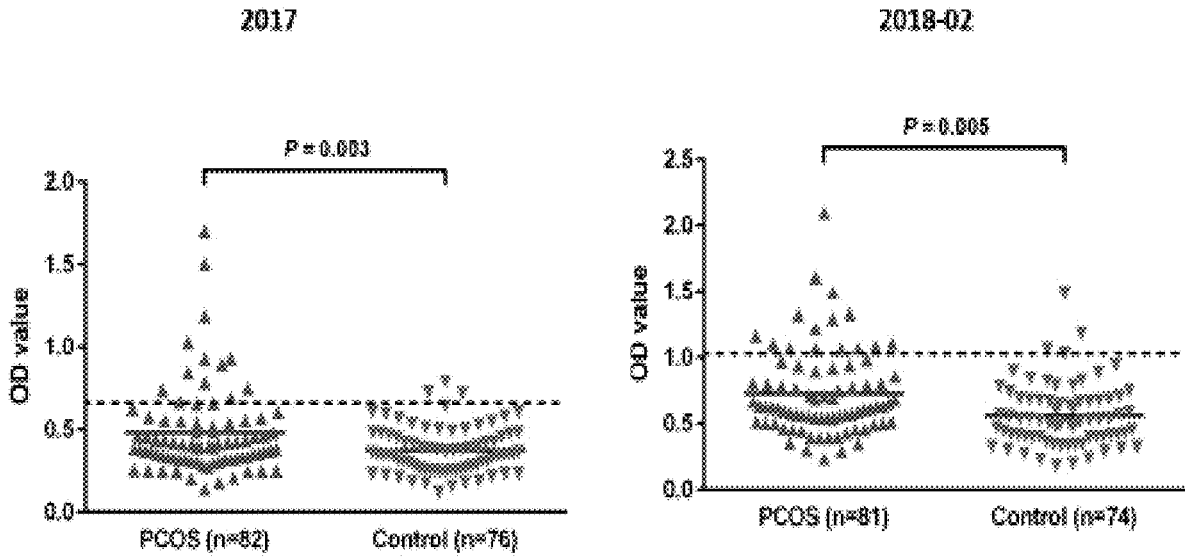 2017
P = 0.003
OD value
2.0
1.5
1.0
0.5
0.0
PCOS (n=82)
Control (n=76)
2018-02
P = 0.005
OD value
2.5
2.0
1.5
1.0
0.5
0.0
PCOS (n=81)
Control (n=74)